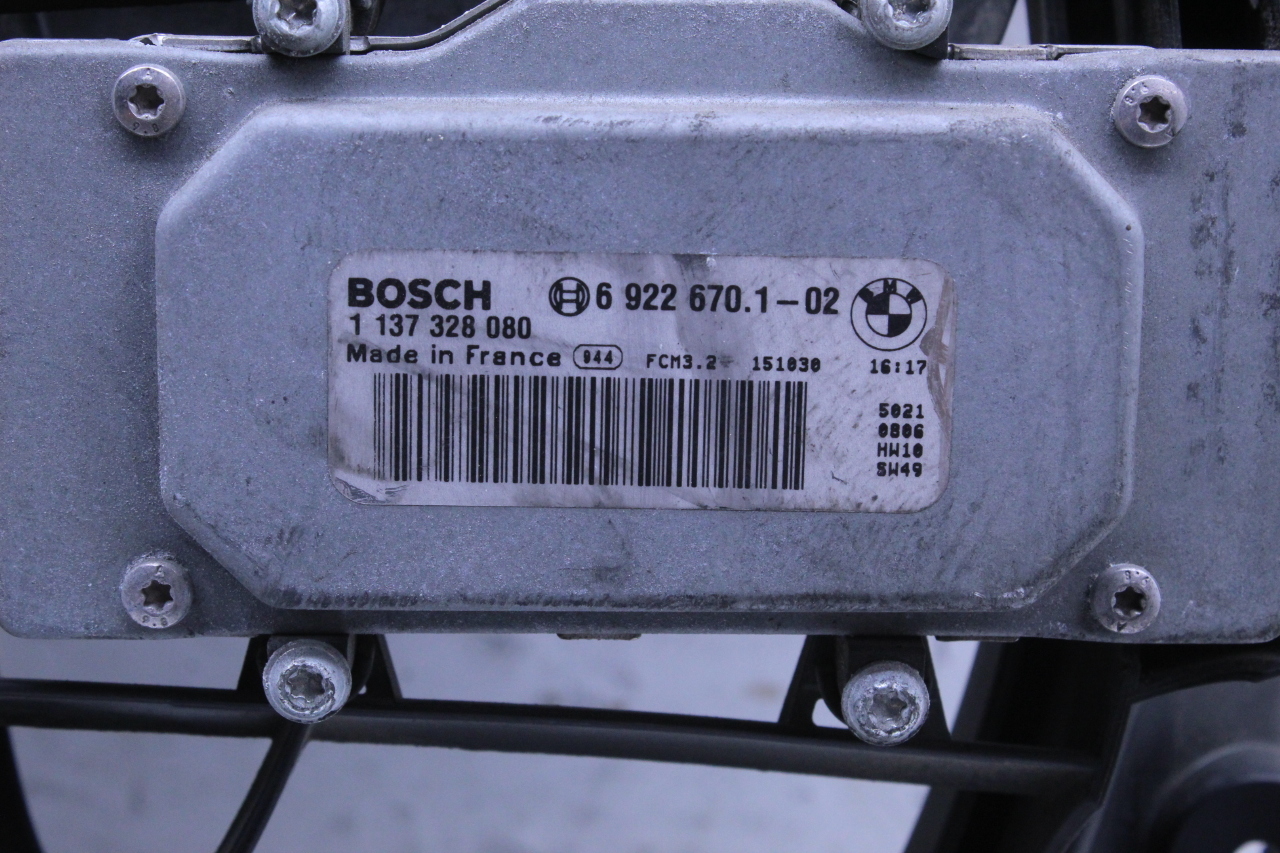 BOSCH 6 922 670.1-02 BMW
1 137 328 080
Made in France 944 FCM3.2 151030 16:17
5021
0806
HW10
SW49